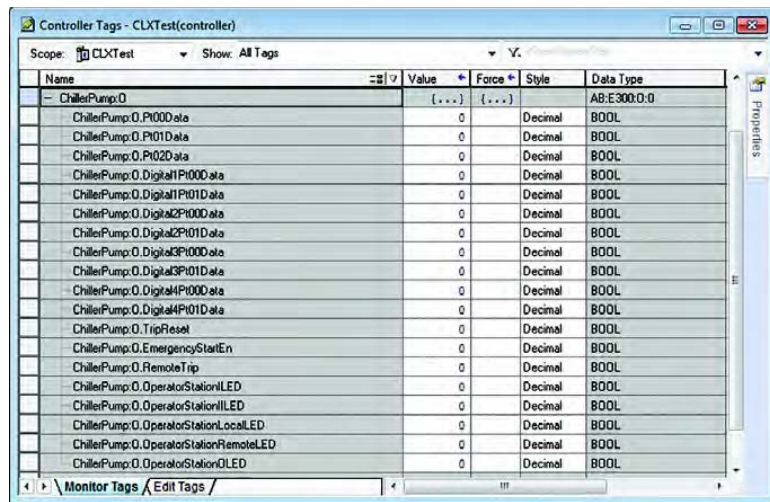 Controller Tags - CLXTest(controller)
Scope: CLXTest Show: All Tags
Name Value Force Style Data Type
ChillerPump:O {...} {...} AB:E300:O:0
ChillerPump:O.Pt00Data 0 Decimal BOOL
ChillerPump:O.Pt01Data 0 Decimal BOOL
ChillerPump:O.Pt02Data 0 Decimal BOOL
ChillerPump:O.Digital1Pt00Data 0 Decimal BOOL
ChillerPump:O.Digital1Pt01Data 0 Decimal BOOL
ChillerPump:O.Digital2Pt00Data 0 Decimal BOOL
ChillerPump:O.Digital2Pt01Data 0 Decimal BOOL
ChillerPump:O.Digital3Pt00Data 0 Decimal BOOL
ChillerPump:O.Digital3Pt01Data 0 Decimal BOOL
ChillerPump:O.Digital4Pt00Data 0 Decimal BOOL
ChillerPump:O.Digital4Pt01Data 0 Decimal BOOL
ChillerPump:O.TripReset 0 Decimal BOOL
ChillerPump:O.EmergencyStartEn 0 Decimal BOOL
ChillerPump:O.RemoteTrip 0 Decimal BOOL
ChillerPump:O.OperatorStationILED 0 Decimal BOOL
ChillerPump:O.OperatorStationIILED 0 Decimal BOOL
ChillerPump:O.OperatorStationLocalLED 0 Decimal BOOL
ChillerPump:O.OperatorStationRemoteLED 0 Decimal BOOL
ChillerPump:O.OperatorStationOLED 0 Decimal BOOL
Monitor Tags Edit Tags
Properties